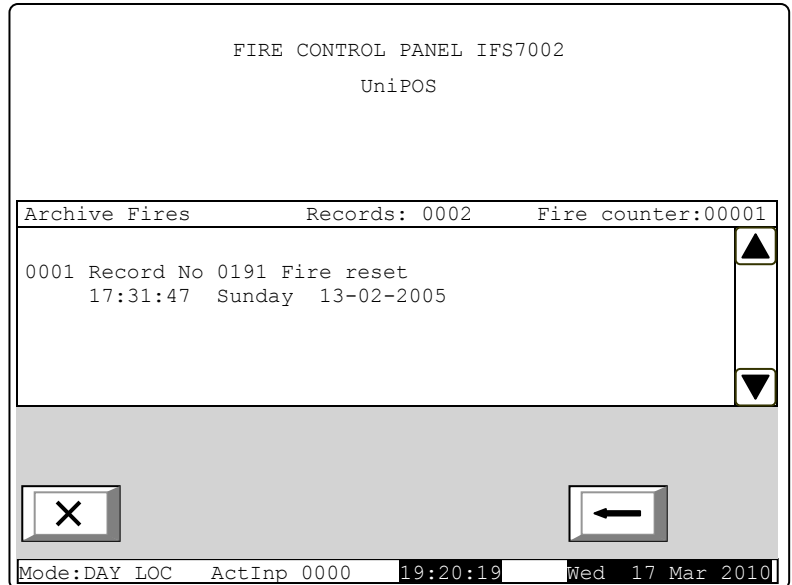 FIRE CONTROL PANEL IFS7002
UniPOS
Archive Fires Records: 0002 Fire counter:00001
0001 Record No 0191 Fire reset
17:31:47 Sunday 13-02-2005
Mode:DAY LOC ActInp 0000 19:20:19 Wed 17 Mar 2010